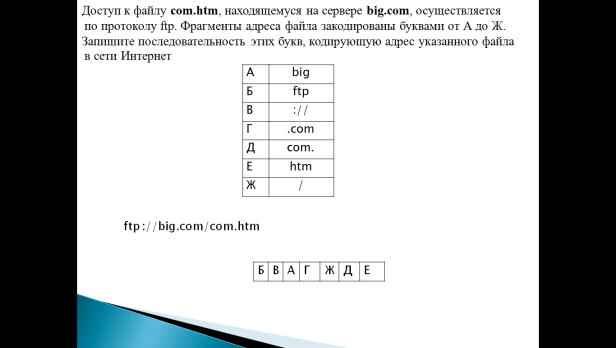 Доступ к файлу com.htm, находящемуся на сервере big.com, осуществляется
по протоколу ftp. Фрагменты адреса файла закодированы буквами от А до Ж.
Запишите последовательность этих букв, кодирующую адрес указанного файла
в сети Интернет
А big
Б ftp
В ://
Г .com
Д com.
Е htm
Ж /
ftp://big.com/com.htm
Б В А Г Ж Д Е